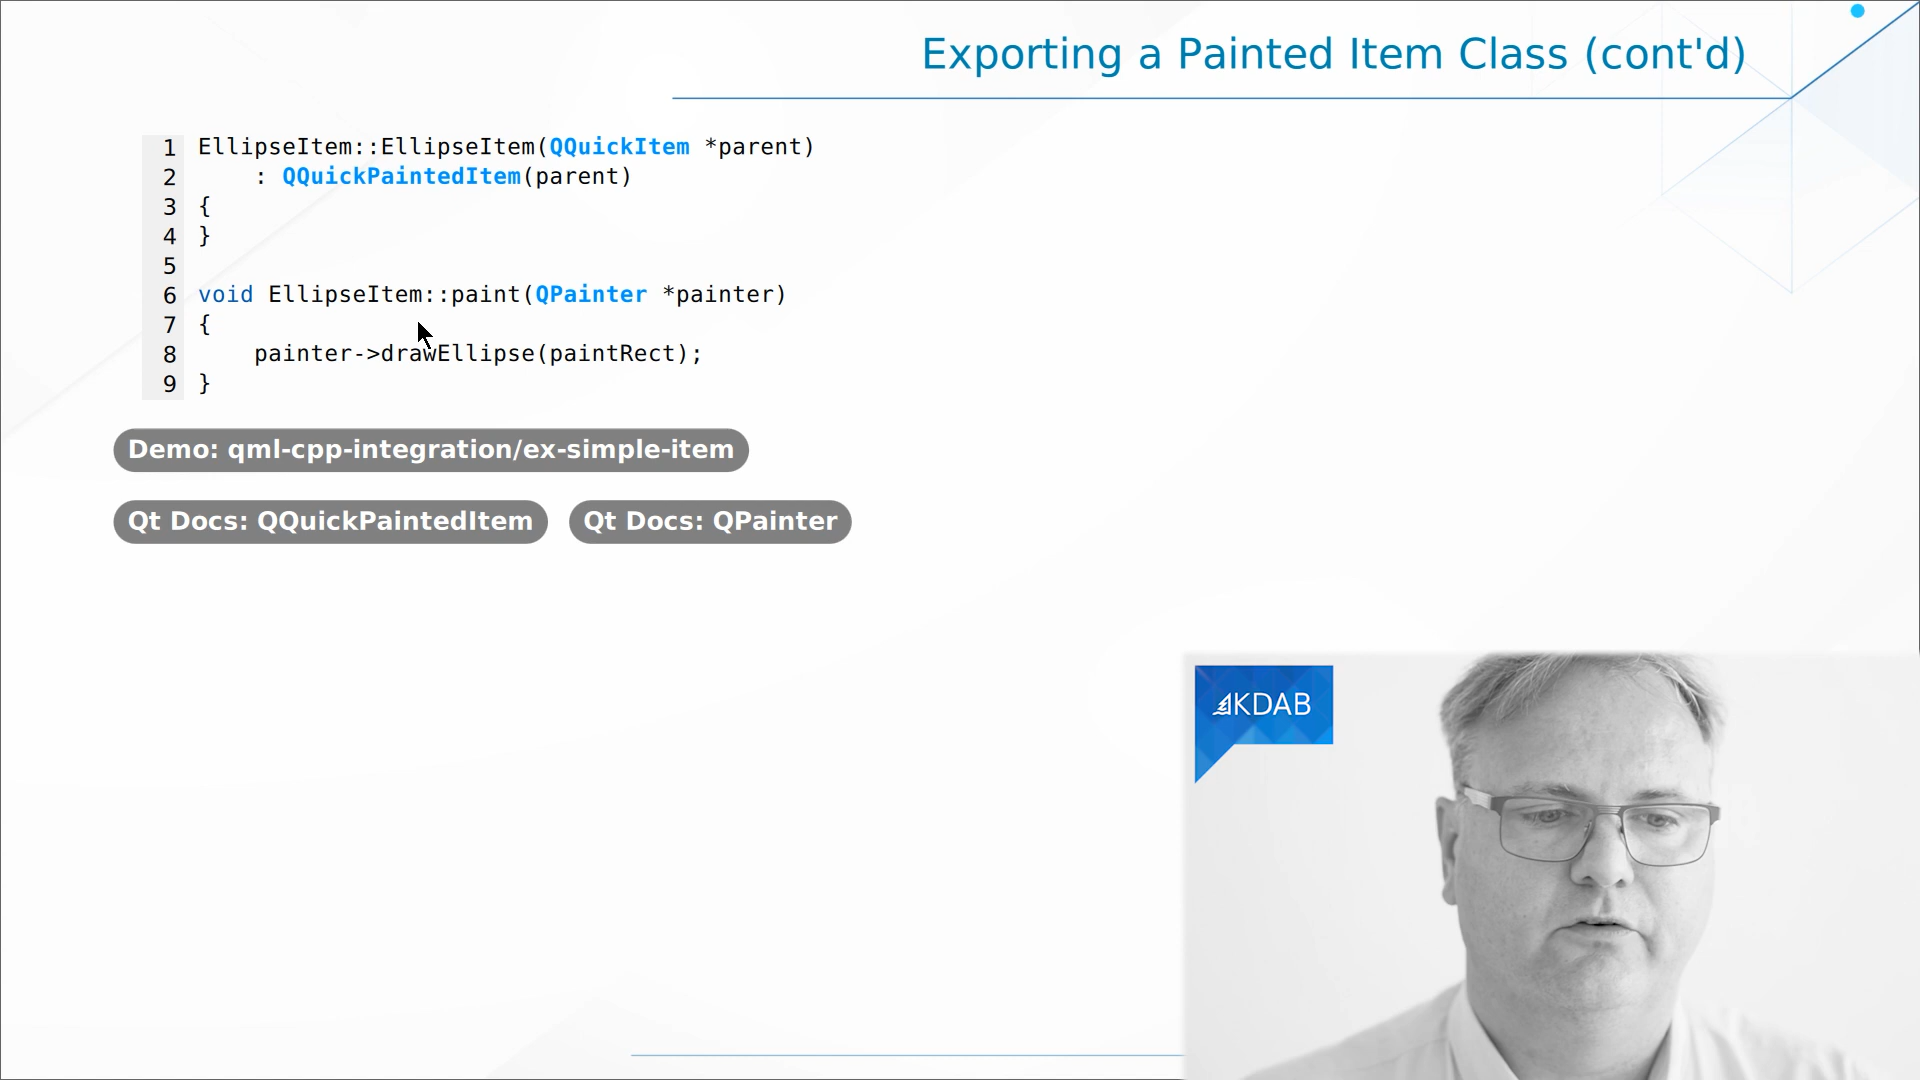 Exporting a Painted Item Class (cont'd)
1 EllipseItem::EllipseItem(QQuickItem *parent)
2     : QQuickPaintedItem(parent)
3 {
4 }
5
6 void EllipseItem::paint(QPainter *painter)
7 {
8     painter->drawEllipse(paintRect);
9 }
Demo: qml-cpp-integration/ex-simple-item
Qt Docs: QQuickPaintedItem Qt Docs: QPainter
KDAB